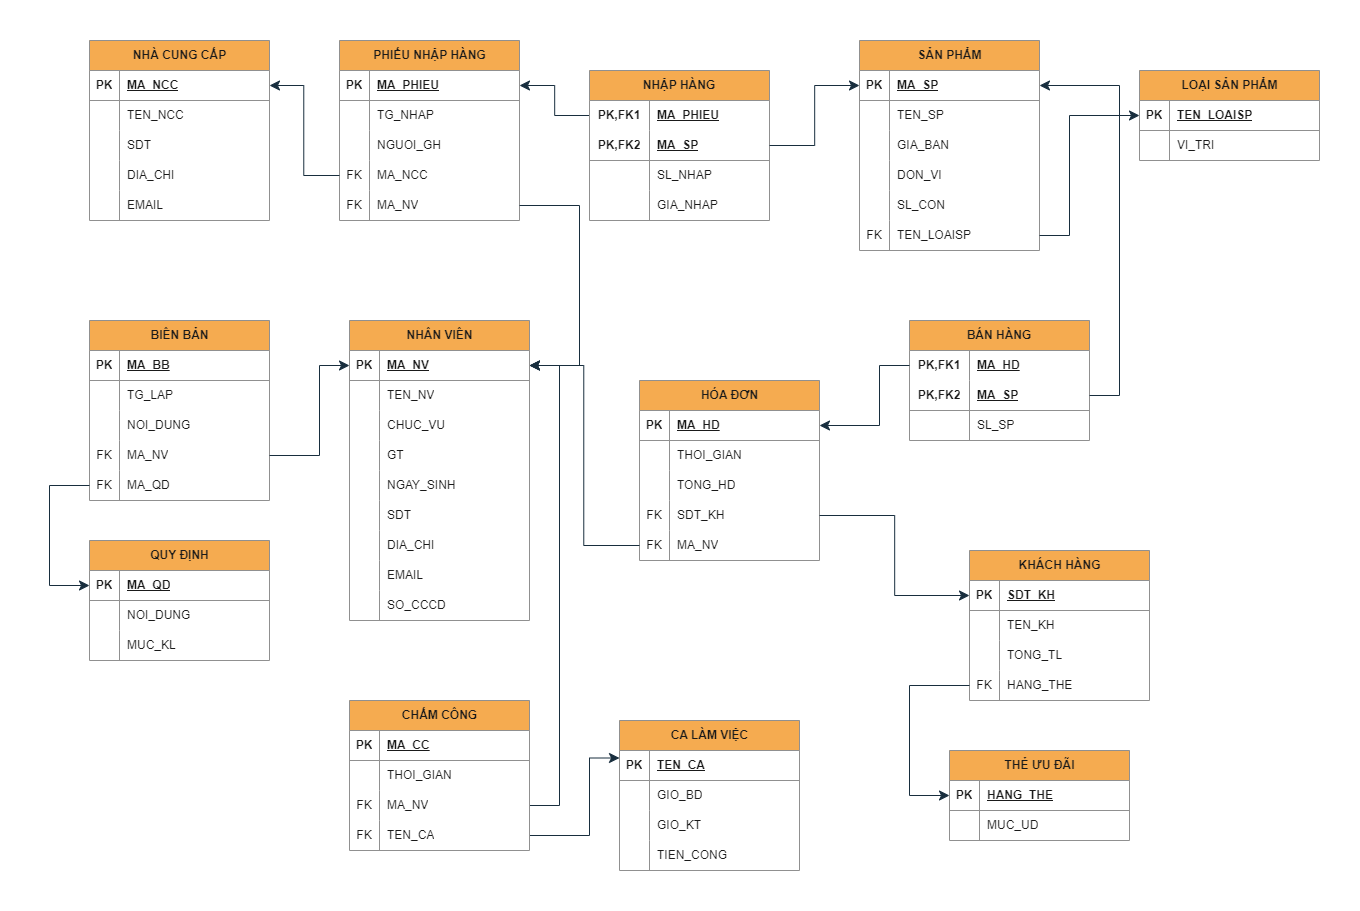 NHÀ CUNG CẤP
PK MA_NCC
TEN_NCC
SDT
DIA_CHI
EMAIL
PHIẾU NHẬP HÀNG
PK MA_PHIEU
TG_NHAP
NGUOI_GH
FK MA_NCC
FK MA_NV
NHẬP HÀNG
PK,FK1 MA_PHIEU
PK,FK2 MA_SP
SL_NHAP
GIA_NHAP
SẢN PHẨM
PK MA_SP
TEN_SP
GIA_BAN
DON_VI
SL_CON
FK TEN_LOAISP
LOẠI SẢN PHẨM
PK TEN_LOAISP
VI_TRI
BIÊN BẢN
PK MA_BB
TG_LAP
NOI_DUNG
FK MA_NV
FK MA_QD
NHÂN VIÊN
PK MA_NV
TEN_NV
CHUC_VU
GT
NGAY_SINH
SDT
DIA_CHI
EMAIL
SO_CCCD
HÓA ĐƠN
PK MA_HD
THOI_GIAN
TONG_HD
FK SDT_KH
FK MA_NV
BÁN HÀNG
PK,FK1 MA_HD
PK,FK2 MA_SP
SL_SP
QUY ĐỊNH
PK MA_QD
NOI_DUNG
MUC_KL
KHÁCH HÀNG
PK SDT_KH
TEN_KH
TONG_TL
FK HANG_THE
CHẤM CÔNG
PK MA_CC
THOI_GIAN
FK MA_NV
FK TEN_CA
CA LÀM VIỆC
PK TEN_CA
GIO_BD
GIO_KT
TIEN_CONG
THẺ ƯU ĐÃI
PK HANG_THE
MUC_UD